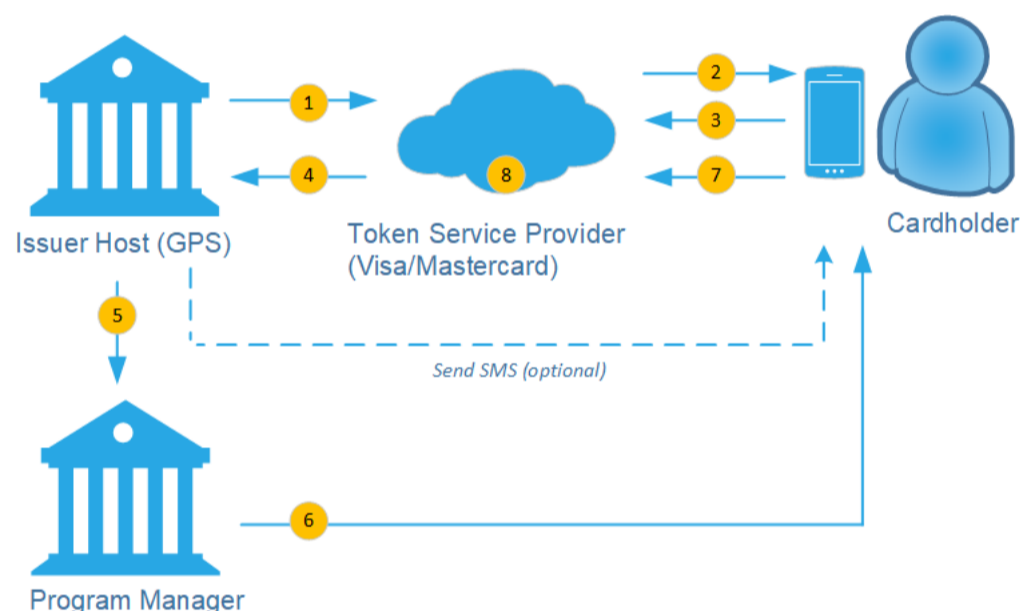 2
1
3
4
8
7
Cardholder
Issuer Host (GPS)
Token Service Provider
(Visa/Mastercard)
5
Send SMS (optional)
6
Program Manager